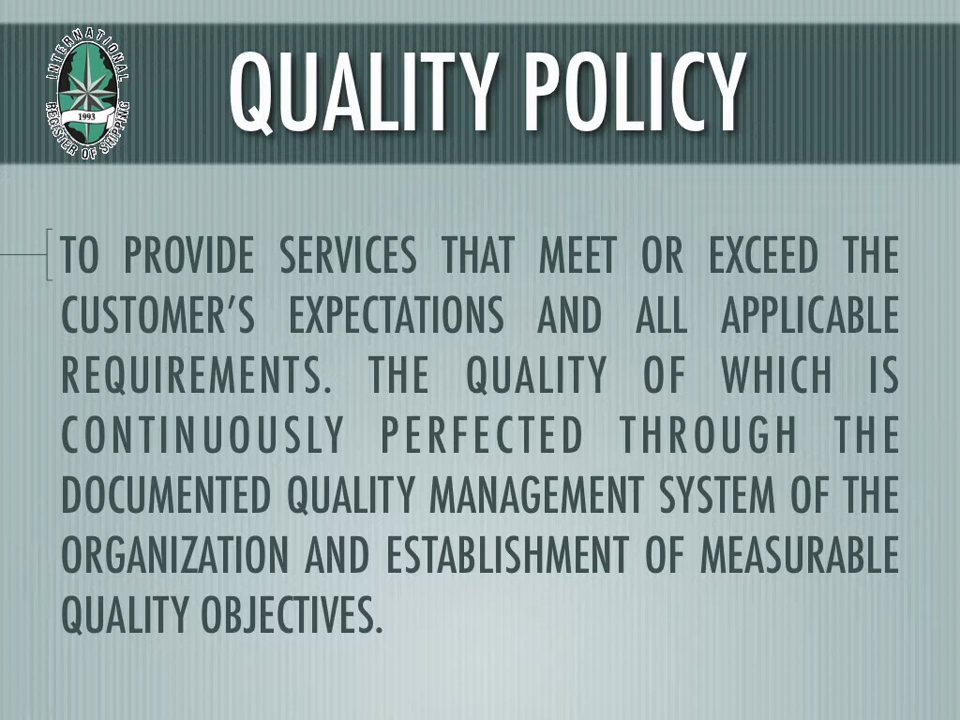 INTERNATIONAL
1993
REGISTER OF SHIPPING
QUALITY POLICY
TO PROVIDE SERVICES THAT MEET OR EXCEED THE
CUSTOMER'S EXPECTATIONS AND ALL APPLICABLE
REQUIREMENTS. THE QUALITY OF WHICH IS
CONTINUOUSLY PERFECTED THROUGH THE
DOCUMENTED QUALITY MANAGEMENT SYSTEM OF THE
ORGANIZATION AND ESTABLISHMENT OF MEASURABLE
QUALITY OBJECTIVES.